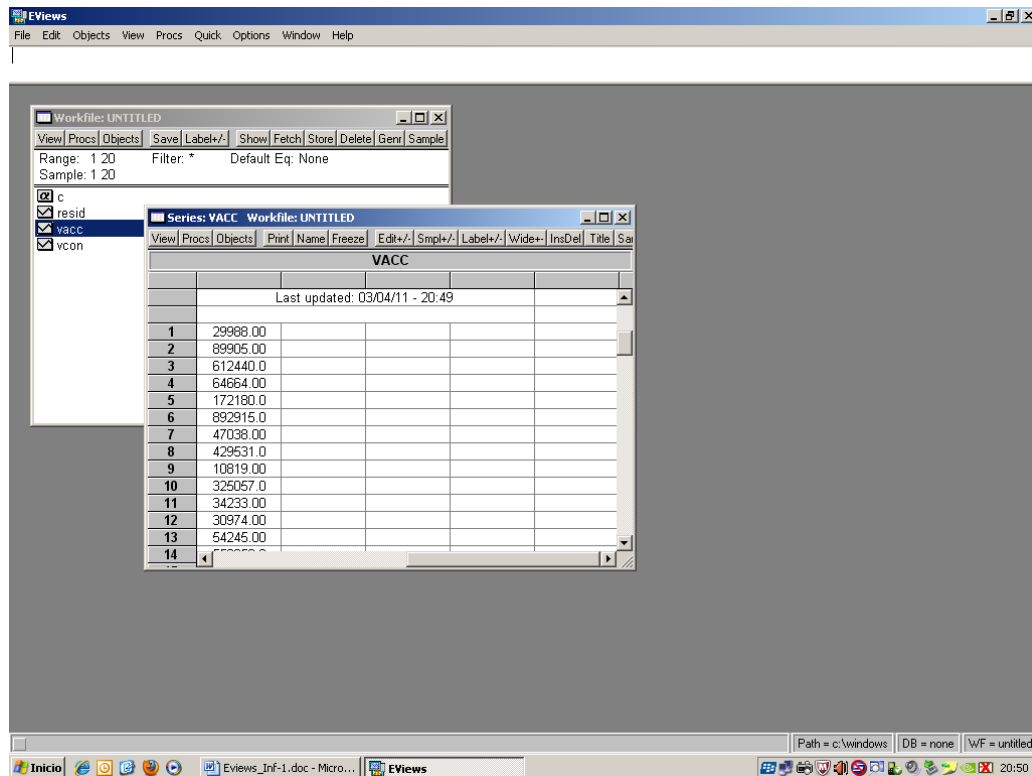 EViews
File Edit Objects View Procs Quick Options Window Help
Workfile: UNTITLED
View Procs Objects Save Label+/- Show Fetch Store Delete Genr Sample
Range: 1 20 Filter: * Default Eq: None
Sample: 1 20
c
resid
vacc
vcon
Series: VACC Workfile: UNTITLED
View Procs Objects Print Name Freeze Edit+/- Smpl+/- Label+/- Wide+- InsDel Title Sa
VACC
Last updated: 03/04/11 - 20:49
1 29988.00
2 89905.00
3 612440.0
4 64664.00
5 172180.0
6 892915.0
7 47038.00
8 429531.0
9 10819.00
10 325057.0
11 34233.00
12 30974.00
13 54245.00
14
Path = c:\windows DB = none WF = untitled
Inicio Eviews_Inf-1.doc - Micro... EViews 20:50